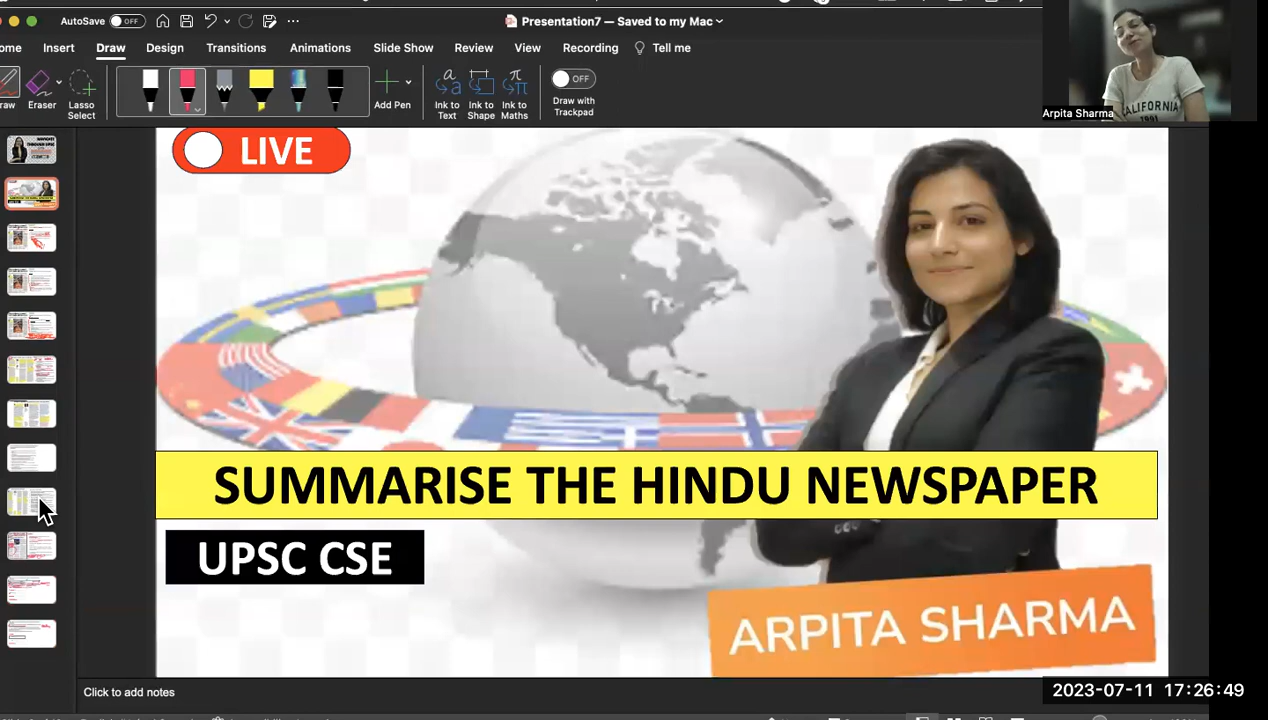 AutoSave OFF
Presentation7 — Saved to my Mac
Insert Draw Design Transitions Animations Slide Show Review View Recording Tell me
Eraser
Lasso
Select
Add Pen
Ink to
Text
Ink to
Shape
Ink to
Maths
OFF
Draw with
Trackpad
CALIFORNIA
1991
Arpita Sharma
LIVE
SUMMARISE THE HINDU NEWSPAPER
UPSC CSE
ARPITA SHARMA
Click to add notes
2023-07-11 17:26:49